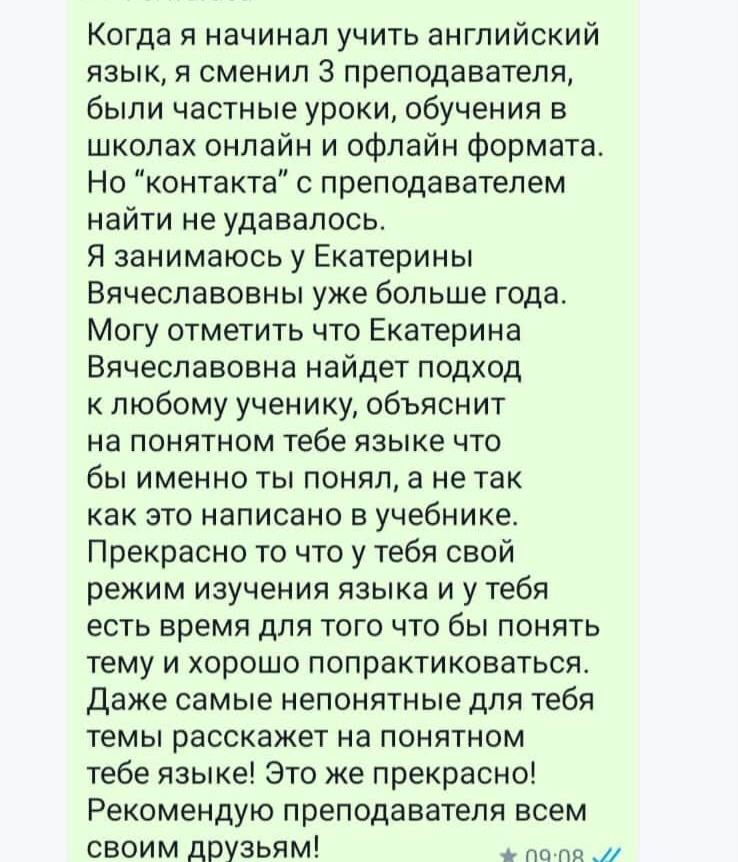 Когда я начинал учить английский
язык, я сменил 3 преподавателя,
были частные уроки, обучения в
школах онлайн и офлайн формата.
Но "контакта" с преподавателем
найти не удавалось.
Я занимаюсь у Екатерины
Вячеславовны уже больше года.
Могу отметить что Екатерина
Вячеславовна найдет подход
к любому ученику, объяснит
на понятном тебе языке что
бы именно ты понял, а не так
как это написано в учебнике.
Прекрасно то что у тебя свой
режим изучения языка и у тебя
есть время для того что бы понять
тему и хорошо попрактиковаться.
Даже самые непонятные для тебя
темы расскажет на понятном
тебе языке! Это же прекрасно!
Рекомендую преподавателя всем
своим друзьям!
09:08